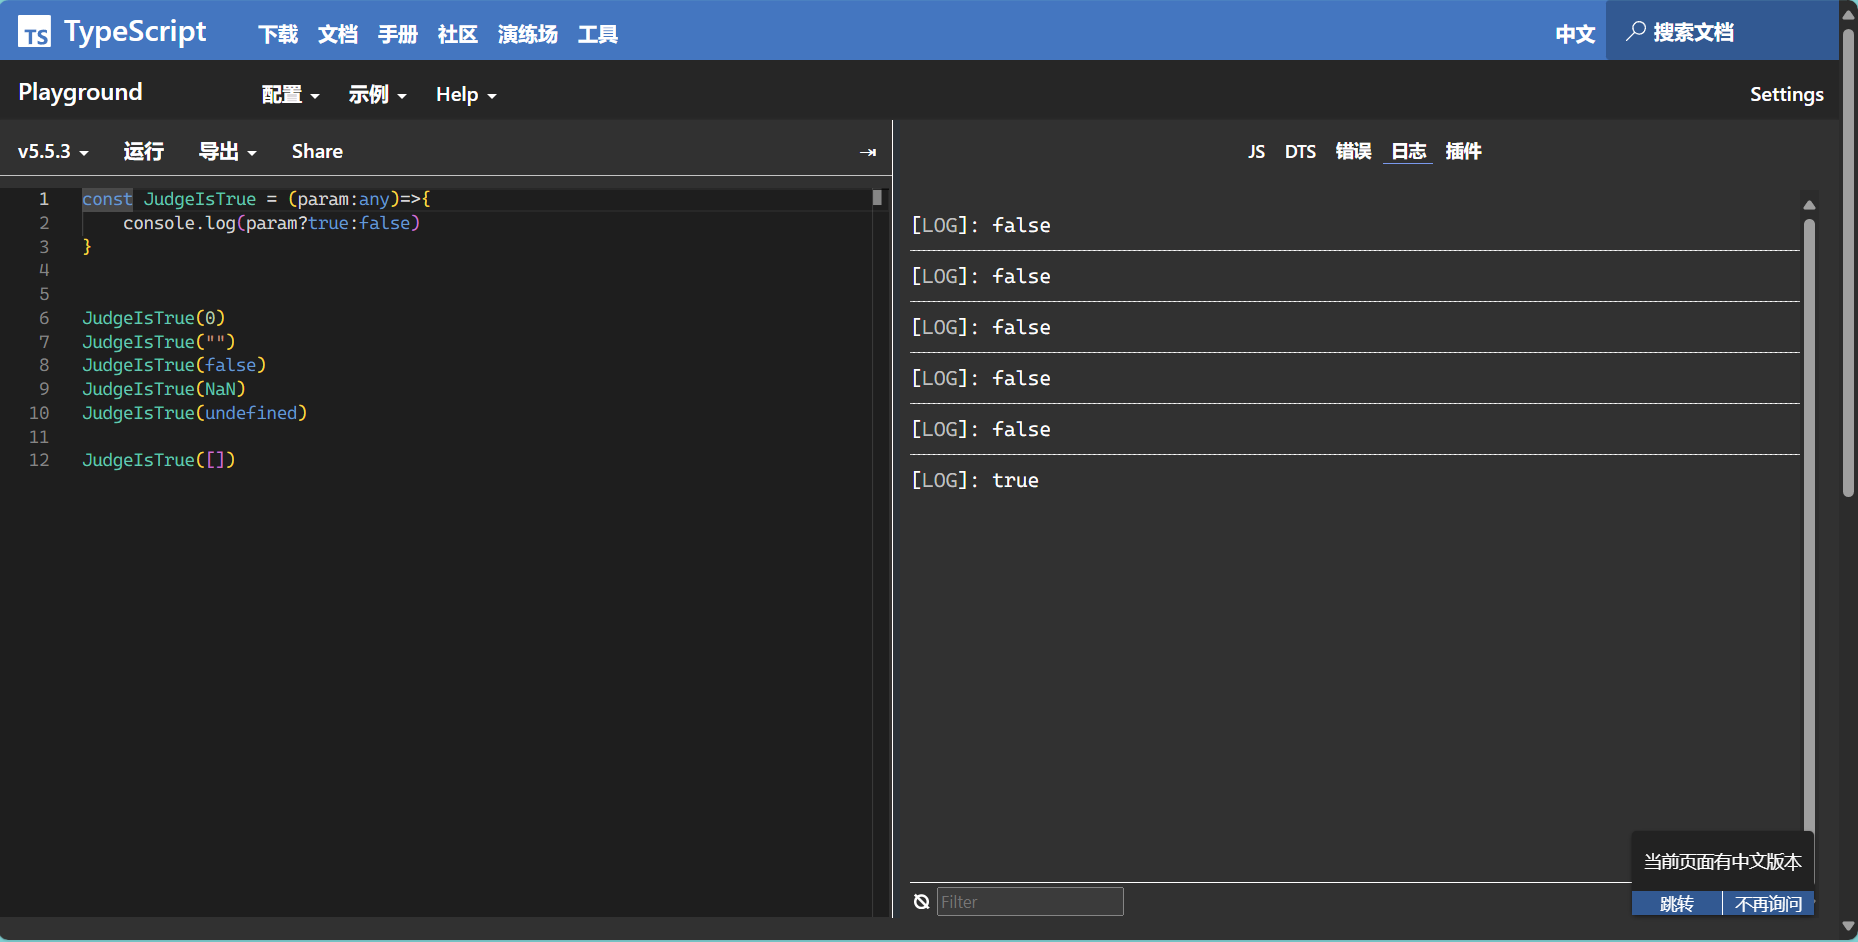 TS TypeScript 下载 文档 手册 社区 演练场 工具 中文 搜索文档
Playground 配置 示例 Help Settings
v5.5.3 运行 导出 Share
JS DTS 错误 日志 插件
1 const JudgeIsTrue = (param:any)=>{
2 console.log(param?true:false)
3 }
4
5
6 JudgeIsTrue(0)
7 JudgeIsTrue("")
8 JudgeIsTrue(false)
9 JudgeIsTrue(NaN)
10 JudgeIsTrue(undefined)
11
12 JudgeIsTrue([])
[LOG]: false
[LOG]: false
[LOG]: false
[LOG]: false
[LOG]: false
[LOG]: true
Filter
当前页面有中文版本
跳转 不再询问